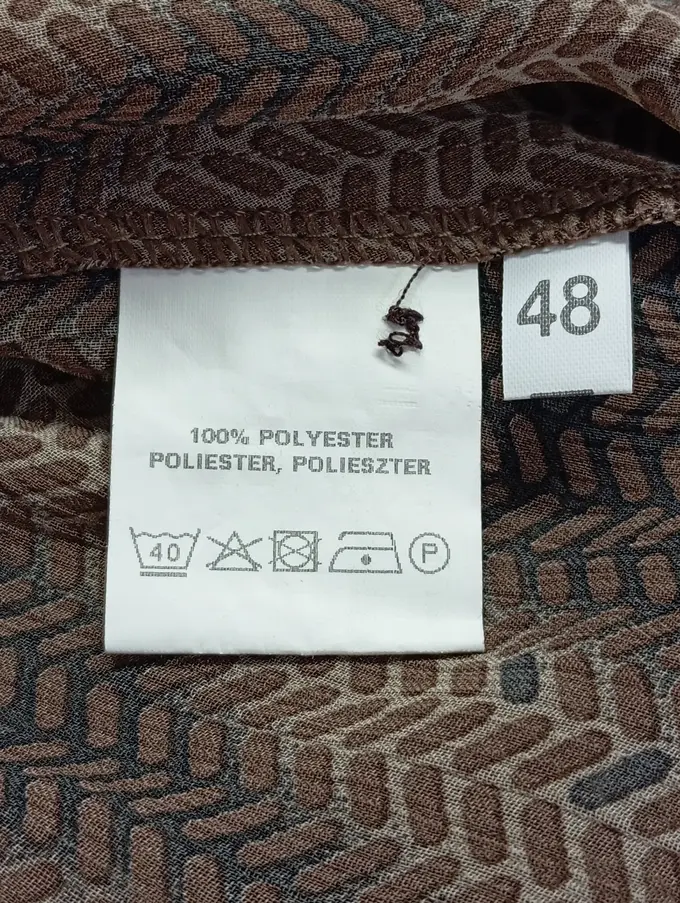 48
100% POLYESTER
POLIESTER, POLIESZTER
40
P